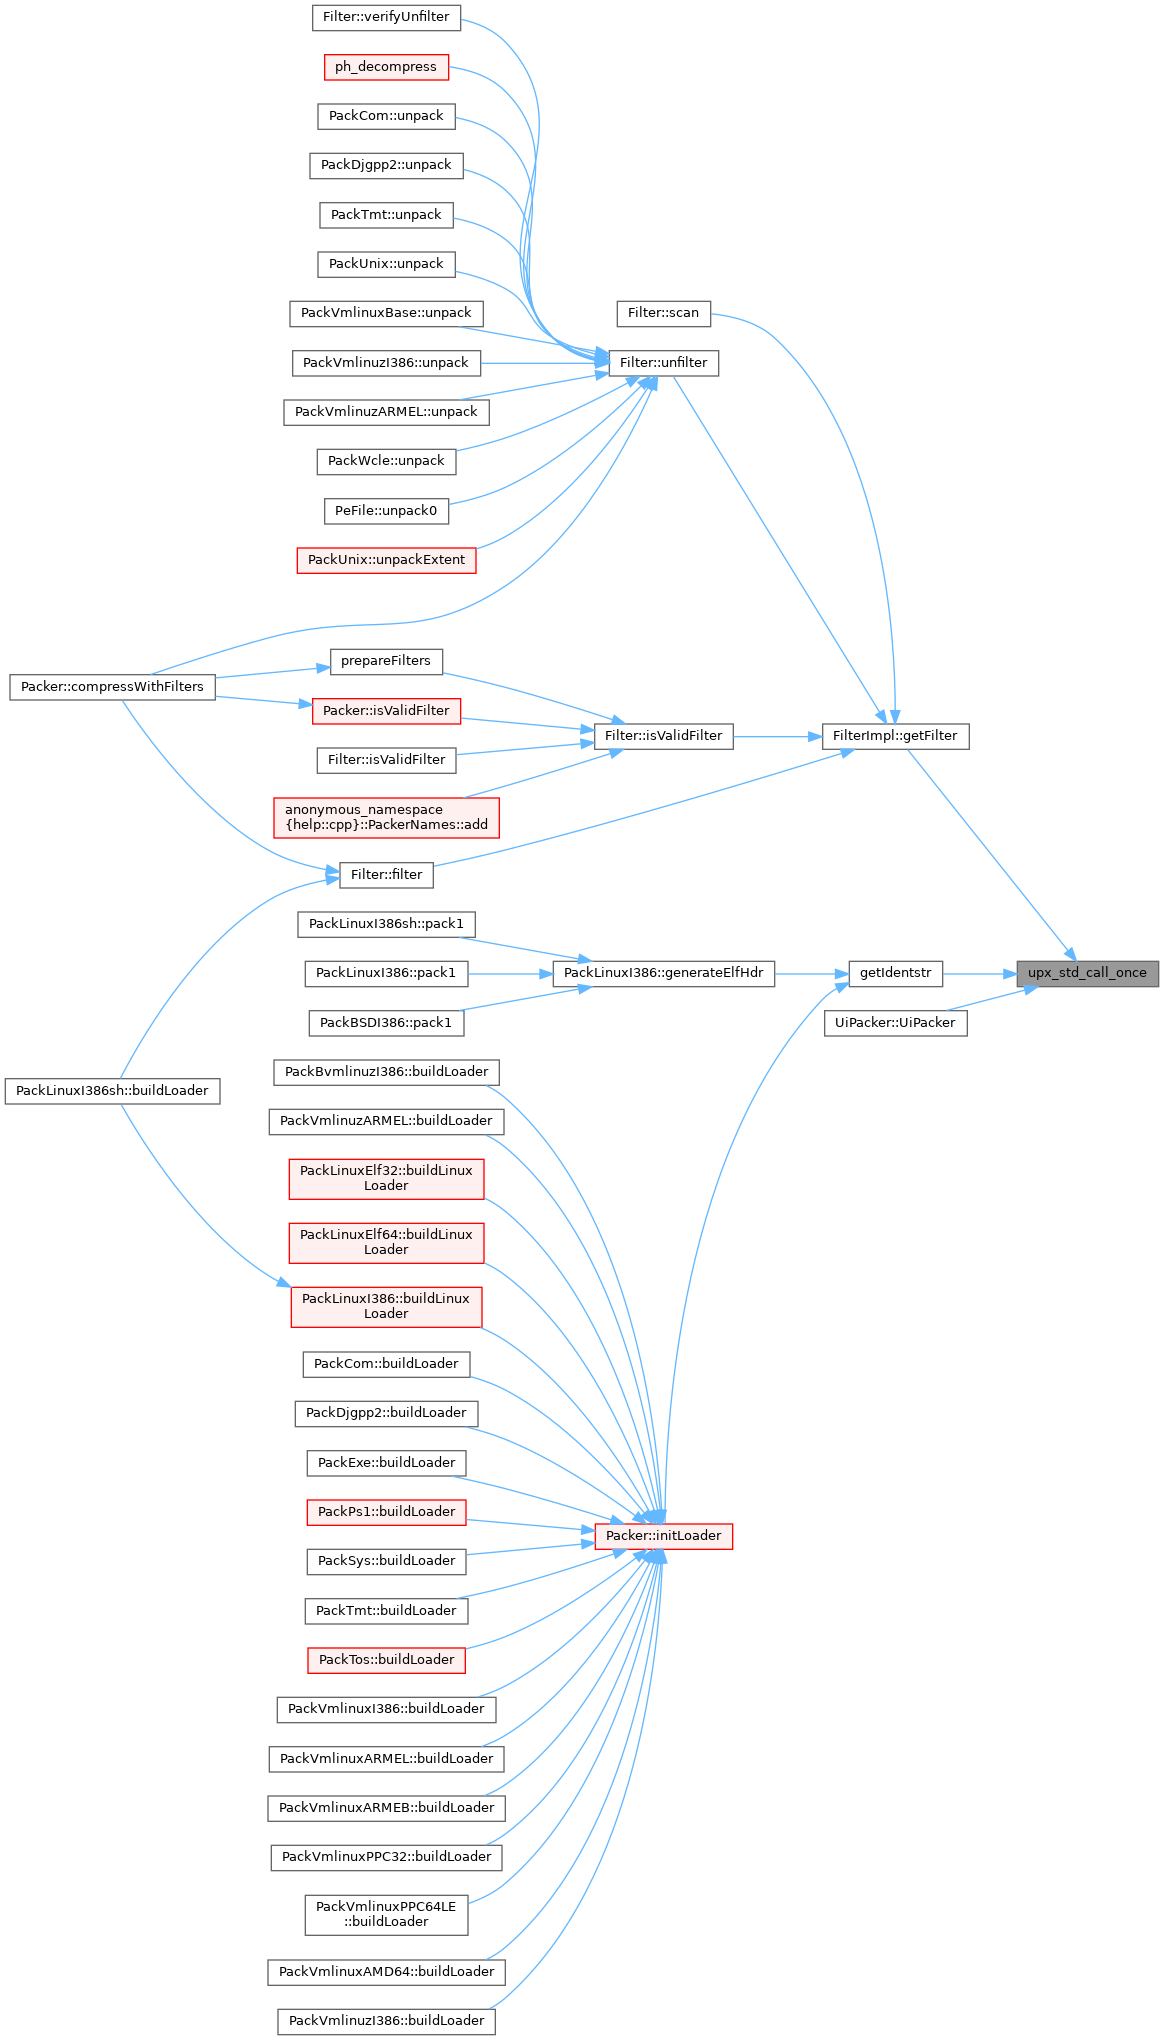 Filter::verifyUnfilter
ph_decompress
PackCom::unpack
PackDjgpp2::unpack
PackTmt::unpack
PackUnix::unpack
PackVmlinuxBase::unpack
Filter::scan
PackVmlinuzI386::unpack
Filter::unfilter
PackVmlinuzARMEL::unpack
PackWcle::unpack
PeFile::unpack0
PackUnix::unpackExtent
prepareFilters
Packer::compressWithFilters
Packer::isValidFilter
Filter::isValidFilter
FilterImpl::getFilter
Filter::isValidFilter
anonymous_namespace
{help::cpp}::PackerNames::add
Filter::filter
PackLinuxI386sh::pack1
PackLinuxI386::pack1
PackLinuxI386::generateElfHdr
getIdentstr
upx_std_call_once
PackBSDI386::pack1
UiPacker::UiPacker
PackBvmlinuzI386::buildLoader
PackLinuxI386sh::buildLoader
PackVmlinuzARMEL::buildLoader
PackLinuxElf32::buildLinux
Loader
PackLinuxElf64::buildLinux
Loader
PackLinuxI386::buildLinux
Loader
PackCom::buildLoader
PackDjgpp2::buildLoader
PackExe::buildLoader
PackPs1::buildLoader
Packer::initLoader
PackSys::buildLoader
PackTmt::buildLoader
PackTos::buildLoader
PackVmlinuxI386::buildLoader
PackVmlinuxARMEL::buildLoader
PackVmlinuxARMEB::buildLoader
PackVmlinuxPPC32::buildLoader
PackVmlinuxPPC64LE
::buildLoader
PackVmlinuxAMD64::buildLoader
PackVmlinuzI386::buildLoader